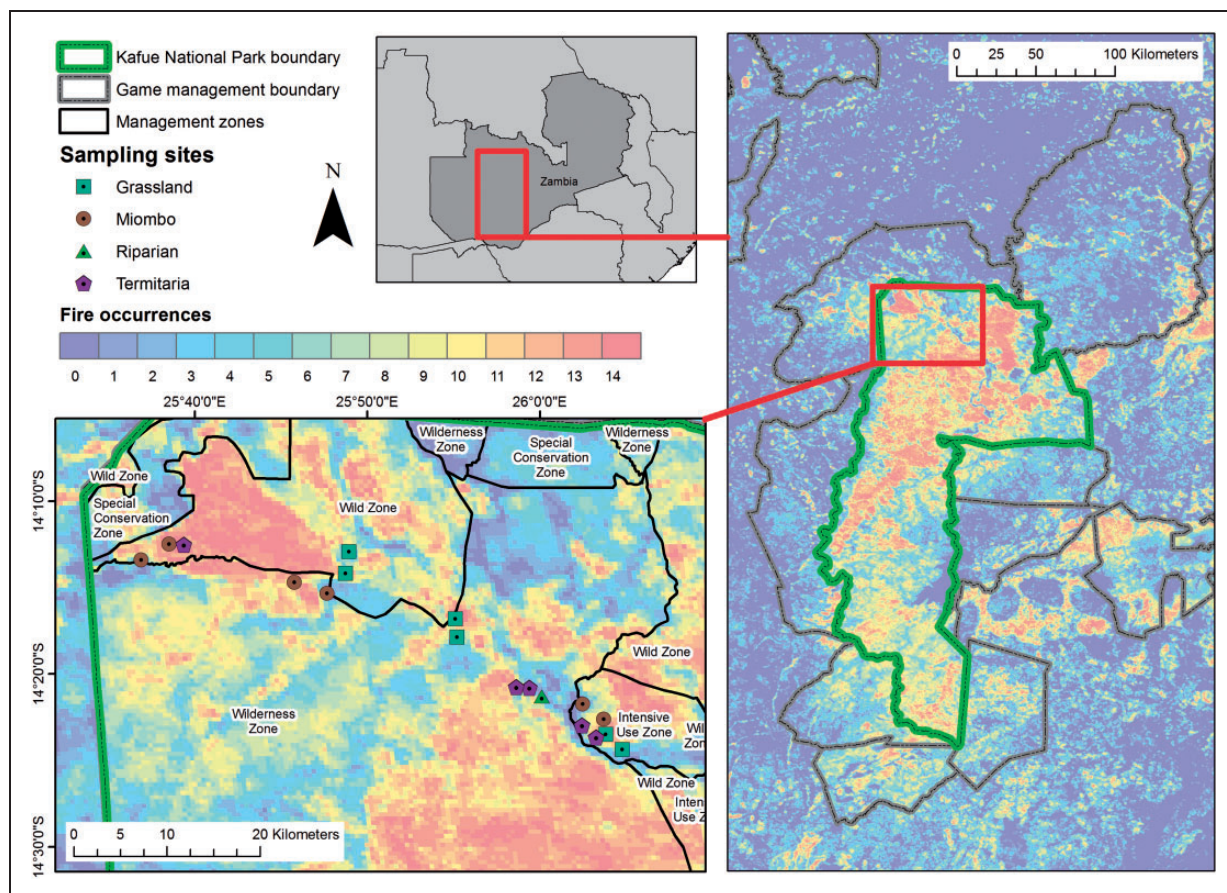 Kafue National Park boundary
Game management boundary
Management zones
Sampling sites
Grassland
Miombo
Riparian
Termitaria
Fire occurrences
0 1 2 3 4 5 6 7 8 9 10 11 12 13 14
N
Zambia
0 25 50 100 Kilometers
25°40'0"E 25°50'0"E 26°0'0"E
14°10'0"S
14°20'0"S
14°30'0"S
Wilderness
Zone
Special
Conservation
Zone
Wilderness
Zone
Wild Zone
Special
Conservation
Zone
Wild Zone
Wild Zone
Wilderness
Zone
Intensive
Use Zone
Wil
Zon
Wild Zone
Inten
Use Z
0 5 10 20 Kilometers